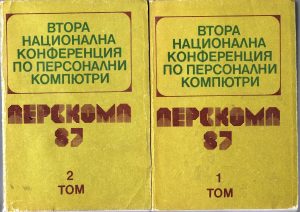 ВТОРА
НАЦИОНАЛНА
КОНФЕРЕНЦИЯ
ПО ПЕРСОНАЛНИ
КОМПЮТРИ
ПЕРСКОМП
87
2
ТОМ
ВТОРА
НАЦИОНАЛНА
КОНФЕРЕНЦИЯ
ПО ПЕРСОНАЛНИ
КОМПЮТРИ
ПЕРСКОМП
87
1
ТОМ